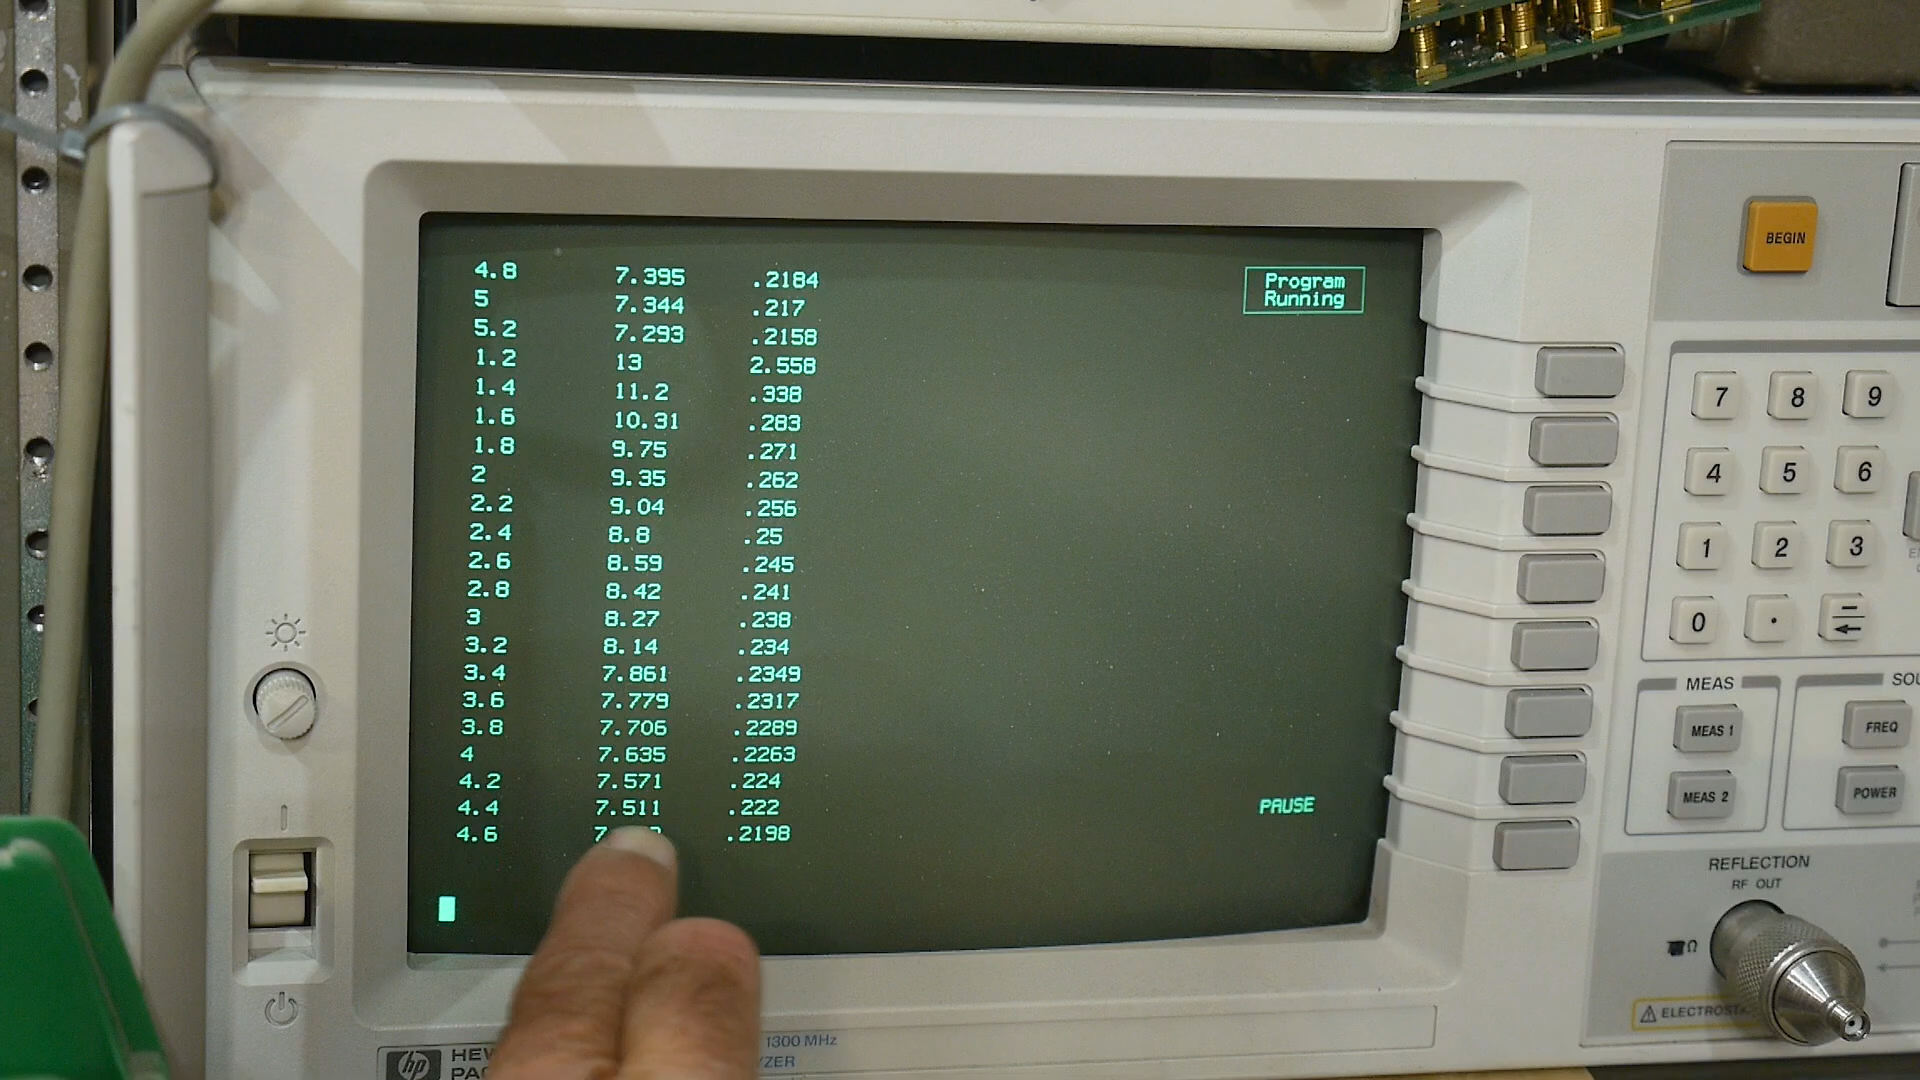 4.8 7.395 .2184
5 7.344 .217
5.2 7.293 .2158
1.2 13 2.558
1.4 11.2 .338
1.6 10.31 .283
1.8 9.75 .271
2 9.35 .262
2.2 9.04 .256
2.4 8.8 .25
2.6 8.59 .245
2.8 8.42 .241
3 8.27 .238
3.2 8.14 .234
3.4 7.861 .2349
3.6 7.779 .2317
3.8 7.706 .2289
4 7.635 .2263
4.2 7.571 .224
4.4 7.511 .222
4.6 .2198
Program
Running
PAUSE
BEGIN
7 8 9
4 5 6
1 2 3
0 . −
←
MEAS
MEAS 1
MEAS 2
FREQ
POWER
REFLECTION
RF OUT
Ω
hp
1300 MHz